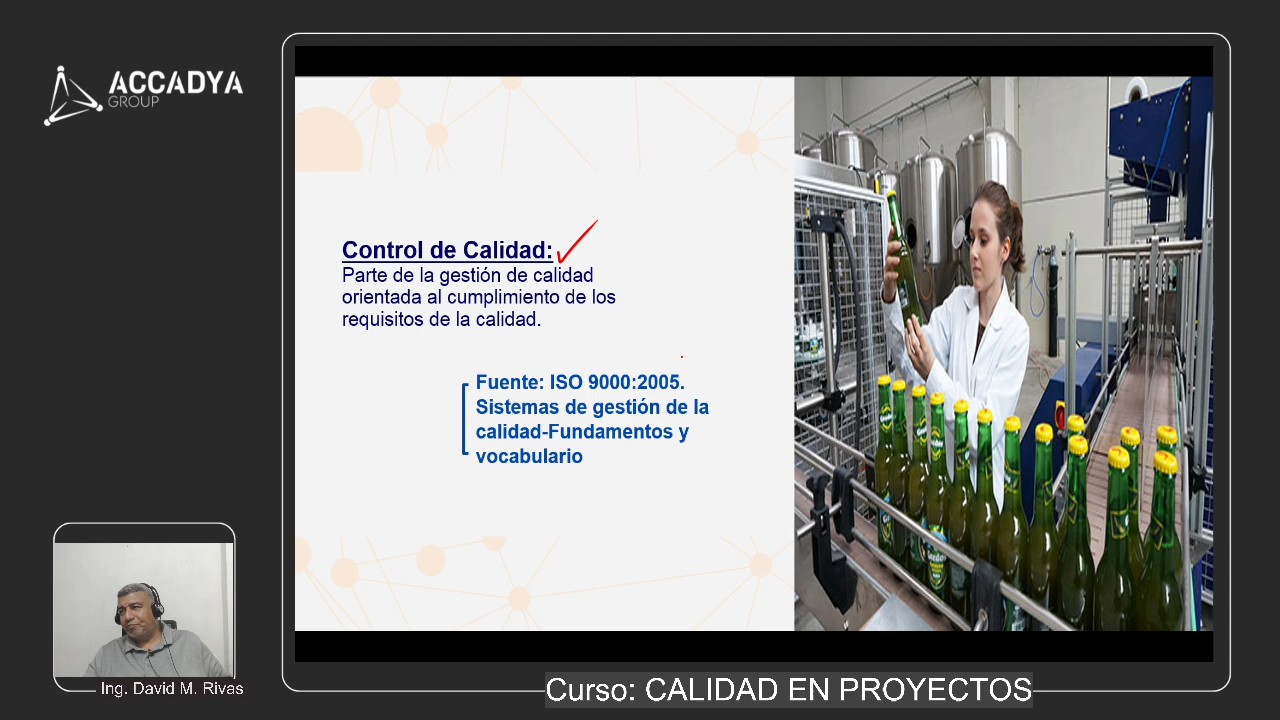 ACCADYA
GROUP
Control de Calidad:
Parte de la gestión de calidad
orientada al cumplimiento de los
requisitos de la calidad.
Fuente: ISO 9000:2005.
Sistemas de gestión de la
calidad-Fundamentos y
vocabulario
Ing. David M. Rivas
Curso: CALIDAD EN PROYECTOS